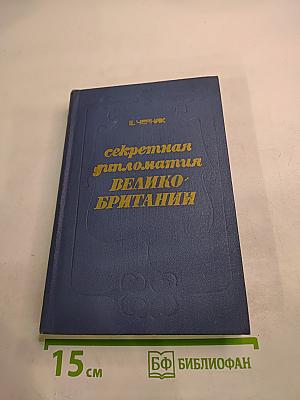 Е. ЧЕРНЯК
секретная
дипломатия
ВЕЛИКО-
БРИТАНИИ
15 см
БФ БИБЛИОФАН